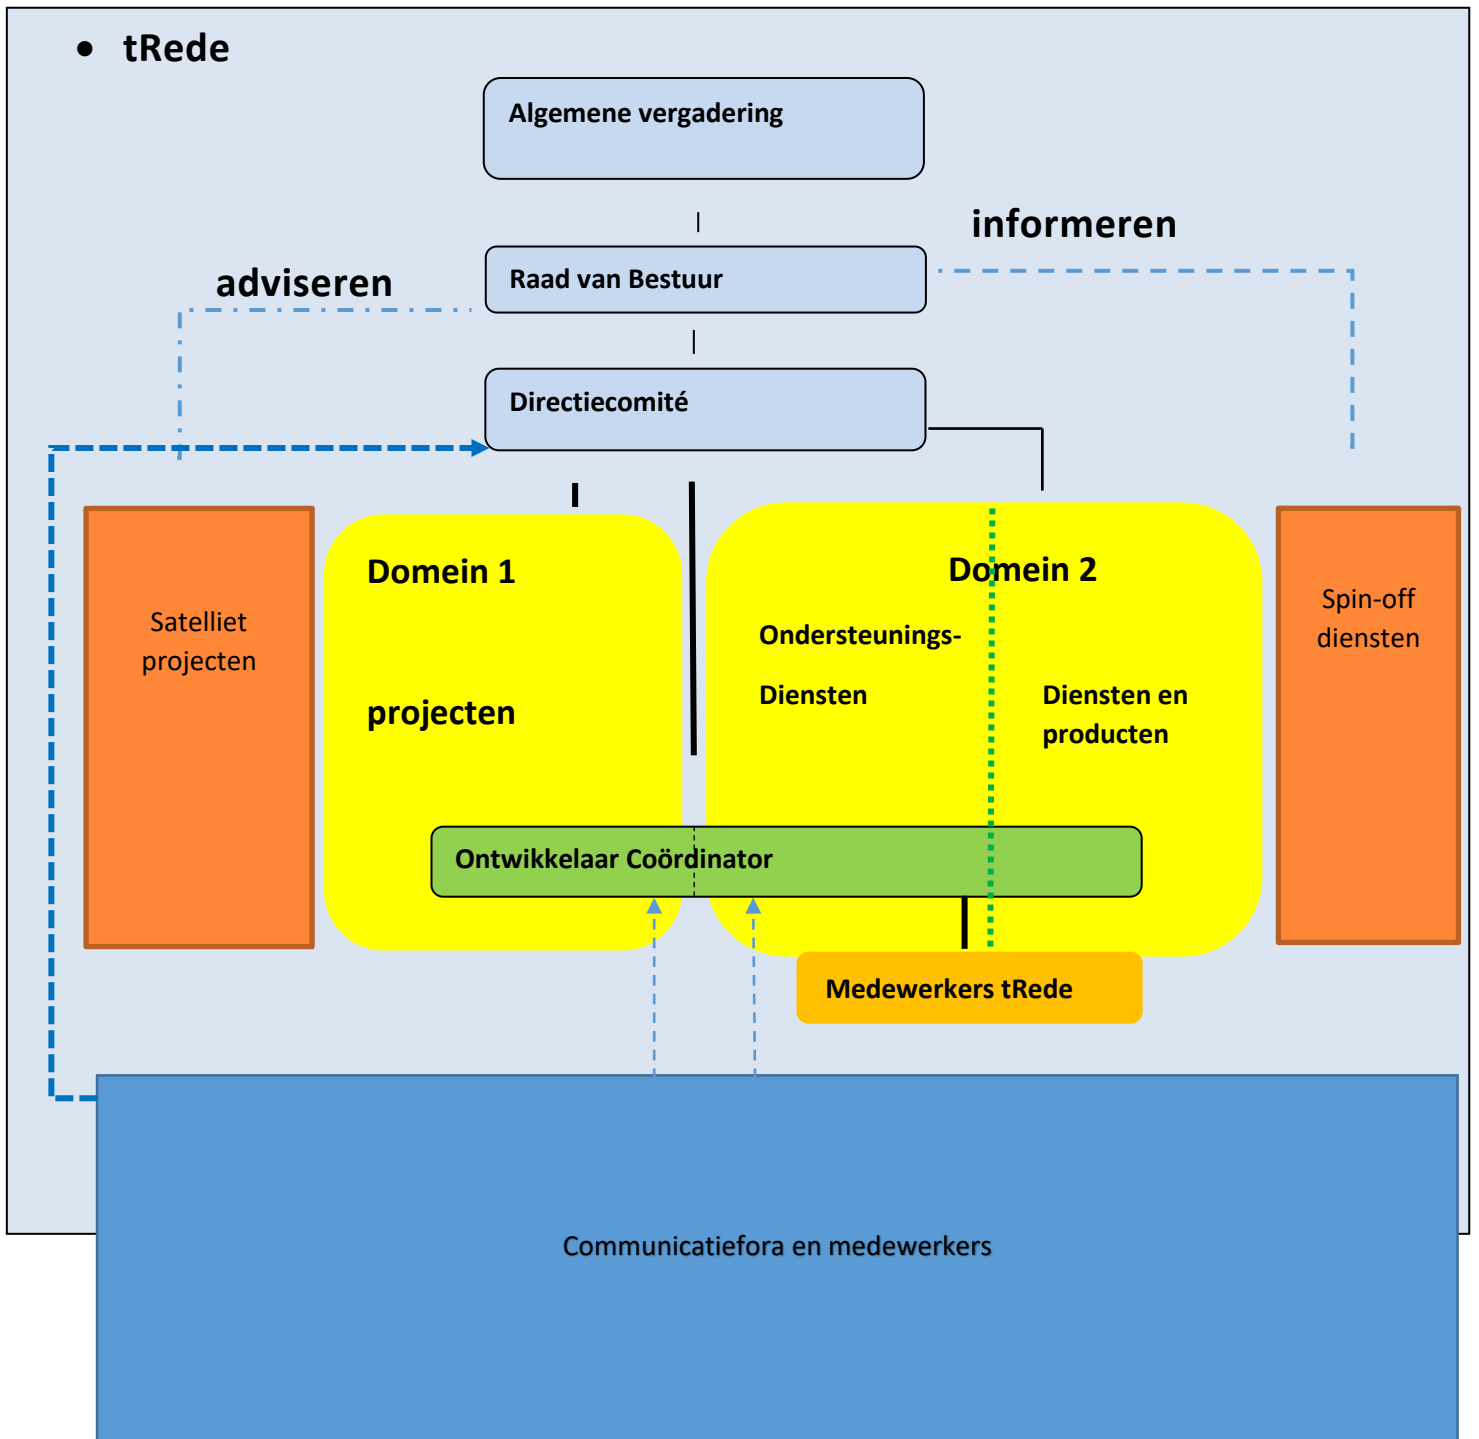 • tRede
Algemene vergadering
informeren
adviseren
Raad van Bestuur
Directiecomité
Satelliet
projecten
Domein 1
projecten
Domein 2
Ondersteunings-
Diensten
Diensten en
producten
Spin-off
diensten
Ontwikkelaar Coördinator
Medewerkers tRede
Communicatiefora en medewerkers